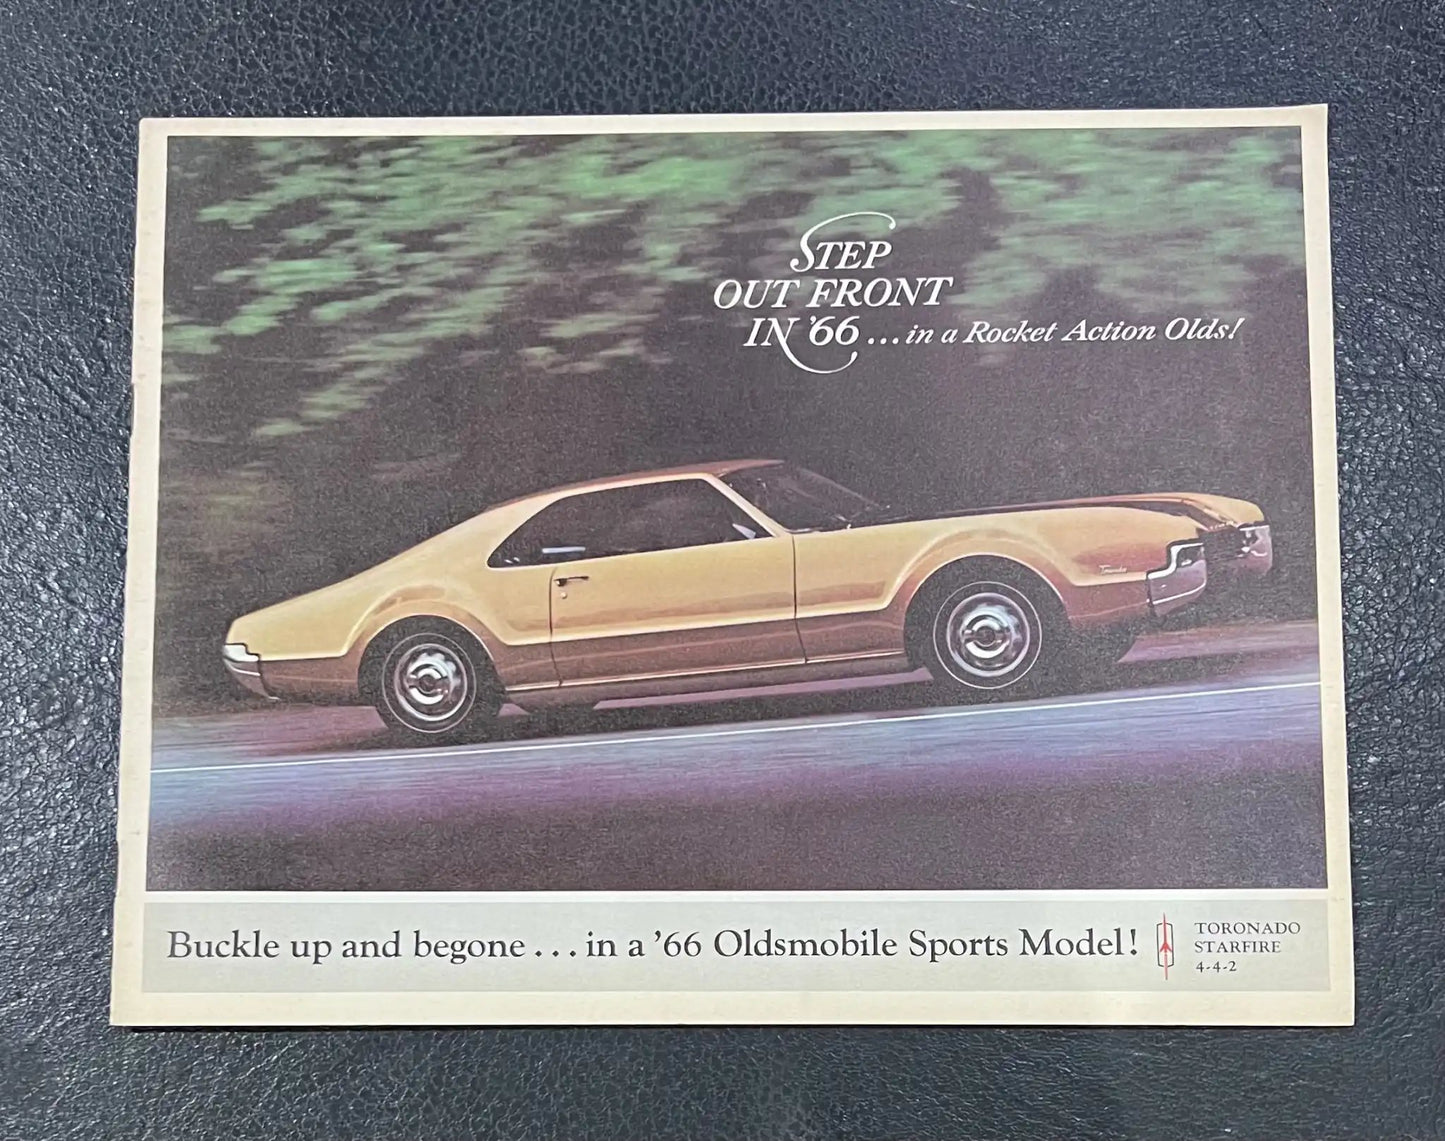 STEP
OUT FRONT
IN '66 ... in a Rocket Action Olds!
Toronado
Buckle up and begone ... in a '66 Oldsmobile Sports Model!
TORONADO
STARFIRE
4-4-2